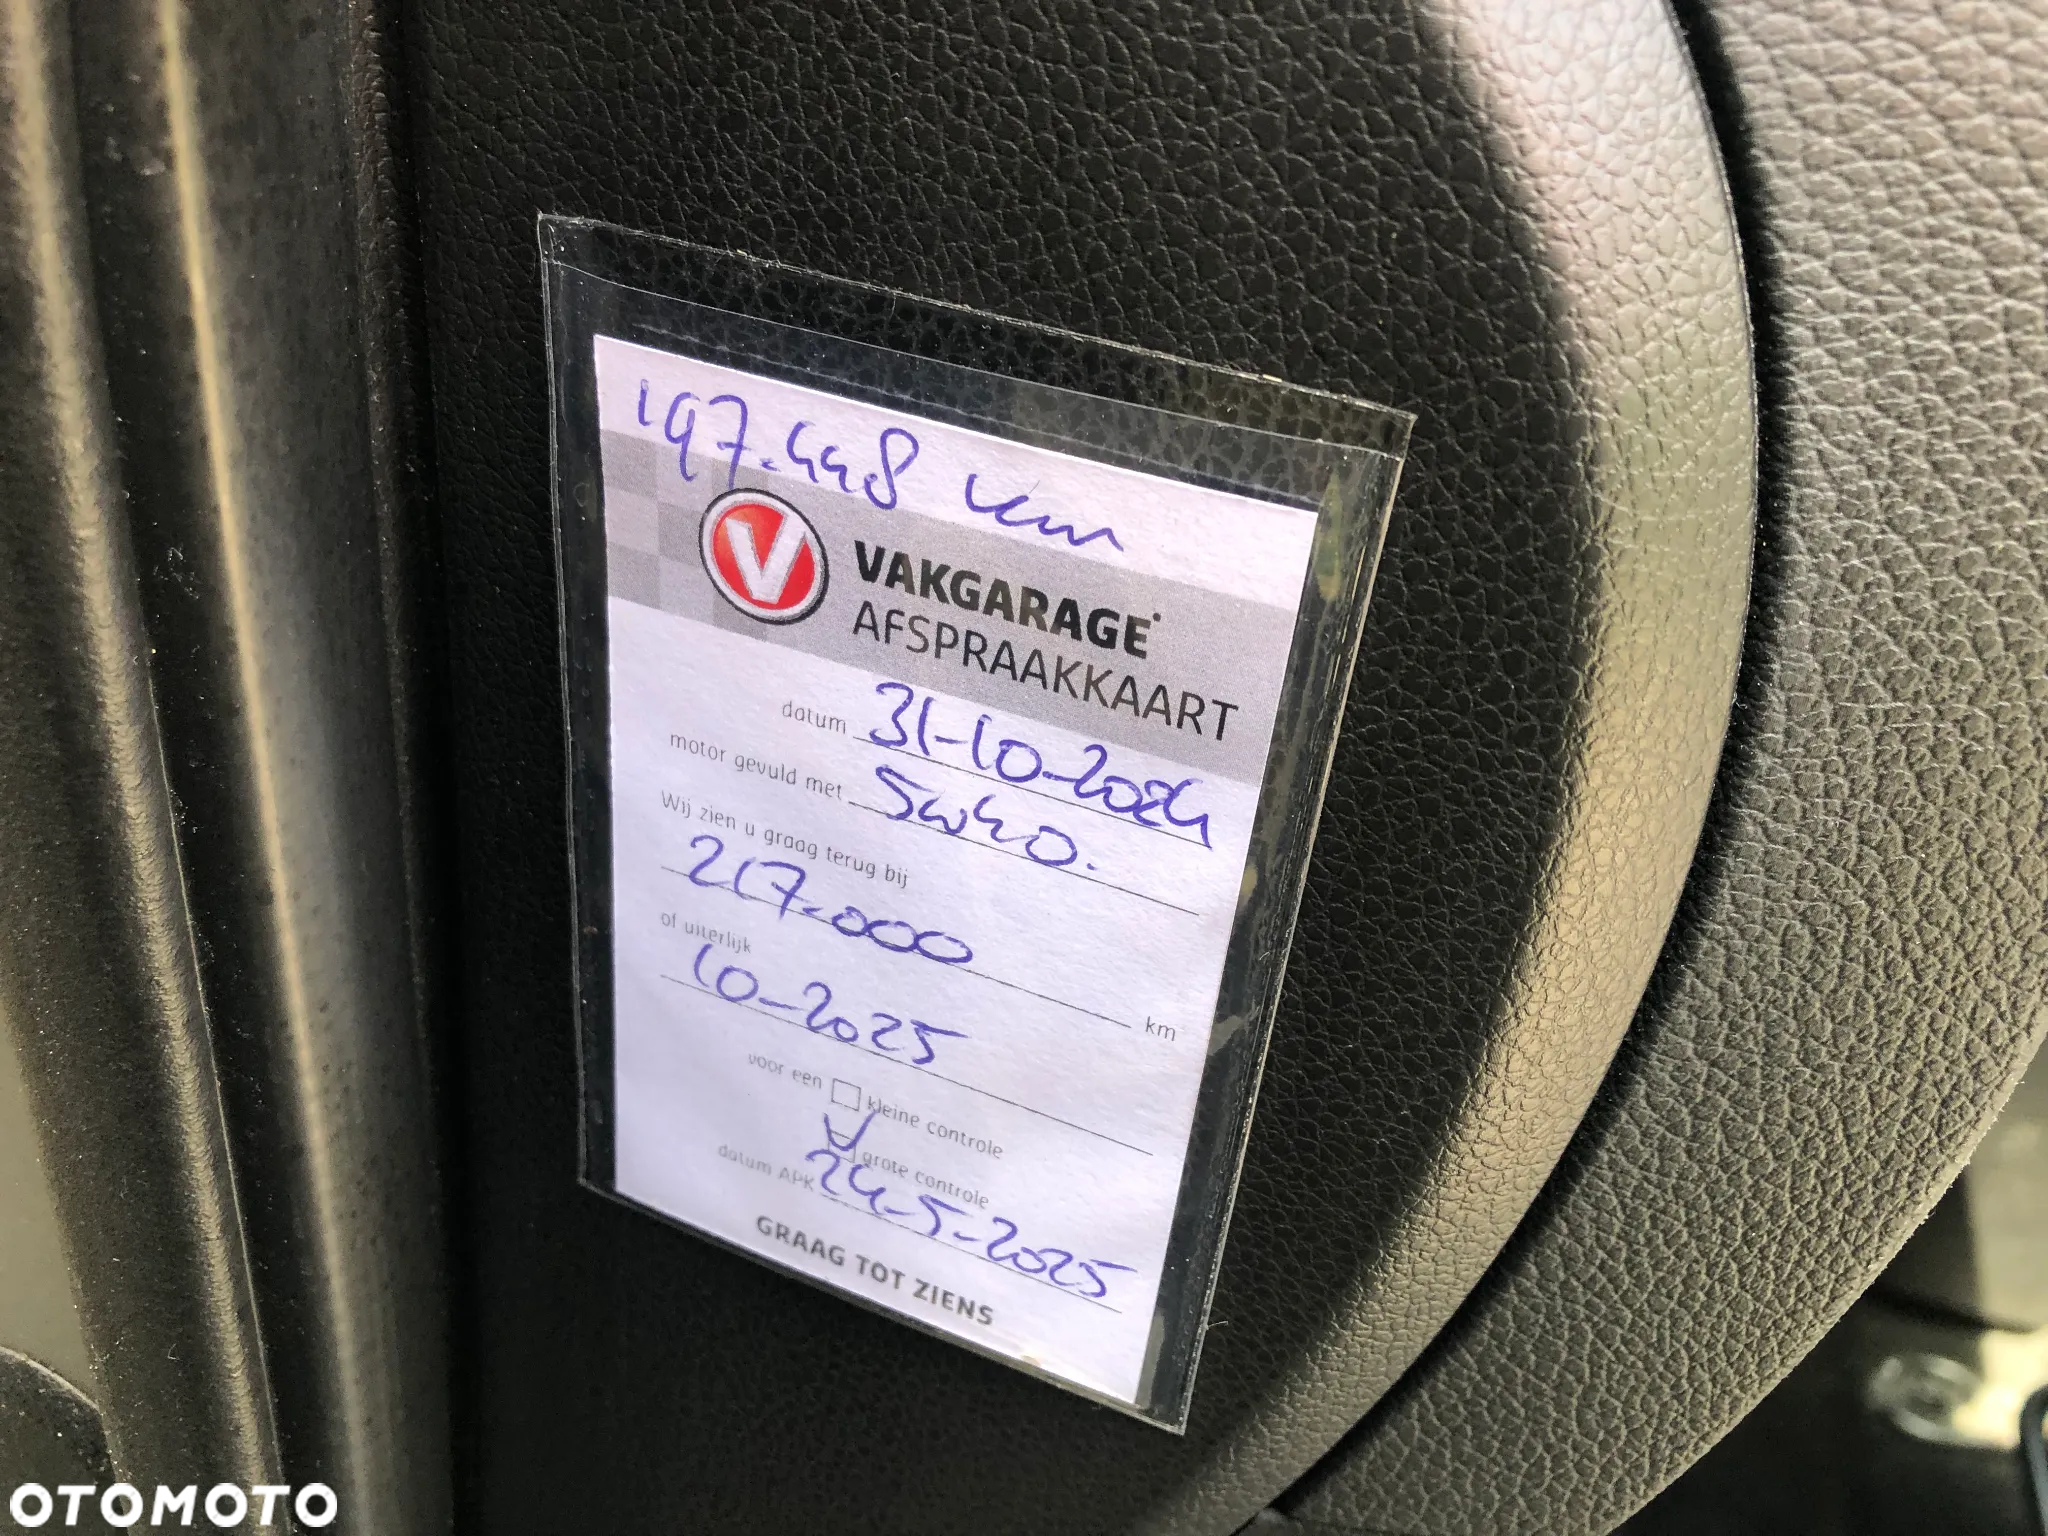 197.448 km
VAKGARAGE
AFSPRAAKKAART
datum 31-10-2024
motor gevuld met 5w40.
Wij zien u graag terug bij
217.000 km
of uiterlijk
10-2025
voor een kleine controle
grote controle
datum APK 24-5-2025
GRAAG TOT ZIENS
OTOMOTO